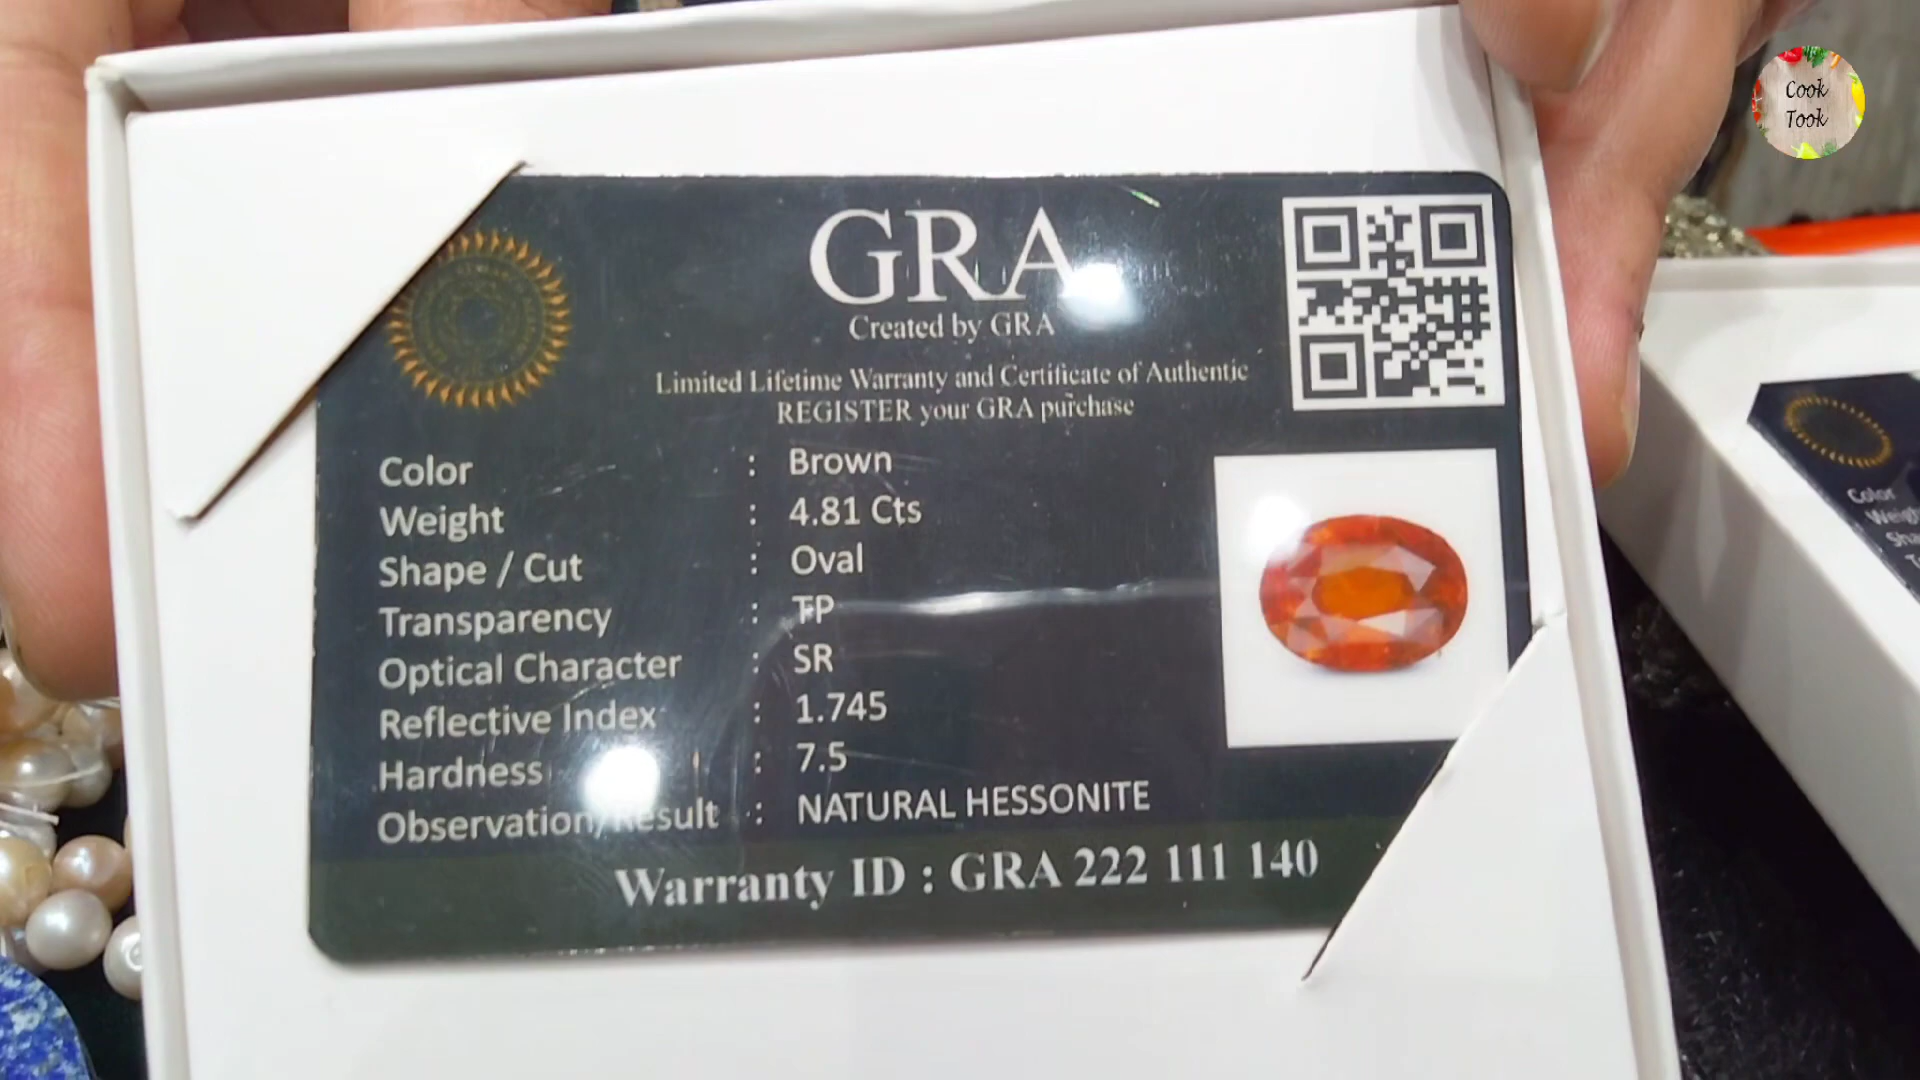 Cook
Took
GRA
Created by GRA
Limited Lifetime Warranty and Certificate of Authentic
REGISTER your GRA purchase
Color : Brown
Weight : 4.81 Cts
Shape / Cut : Oval
Transparency : TP
Optical Character : SR
Reflective Index : 1.745
Hardness : 7.5
Observation/Result : NATURAL HESSONITE
Warranty ID : GRA 222 111 140
Color